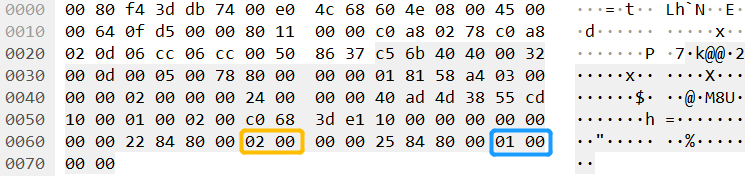 0000 00 80 f4 3d db 74 00 e0 4c 68 60 4e 08 00 45 00 ···=·t·· Lh`N··E·
0010 00 64 0f d5 00 00 80 11 00 00 c0 a8 02 78 c0 a8 ·d······ ·····x··
0020 02 0d 06 cc 06 cc 00 50 86 37 c5 6b 40 40 00 32 ·······P ·7·k@@·2
0030 00 0d 00 05 00 78 80 00 00 00 01 81 58 a4 03 00 ·····x·· ····X···
0040 00 00 02 00 00 00 24 00 00 00 40 ad 4d 38 55 cd ······$· ··@·M8U·
0050 10 00 01 00 02 00 c0 68 3d e1 10 00 00 00 00 00 ·······h =·······
0060 00 00 22 84 80 00 02 00 00 00 25 84 80 00 01 00 ··"····· ··%·····
0070 00 00 ··